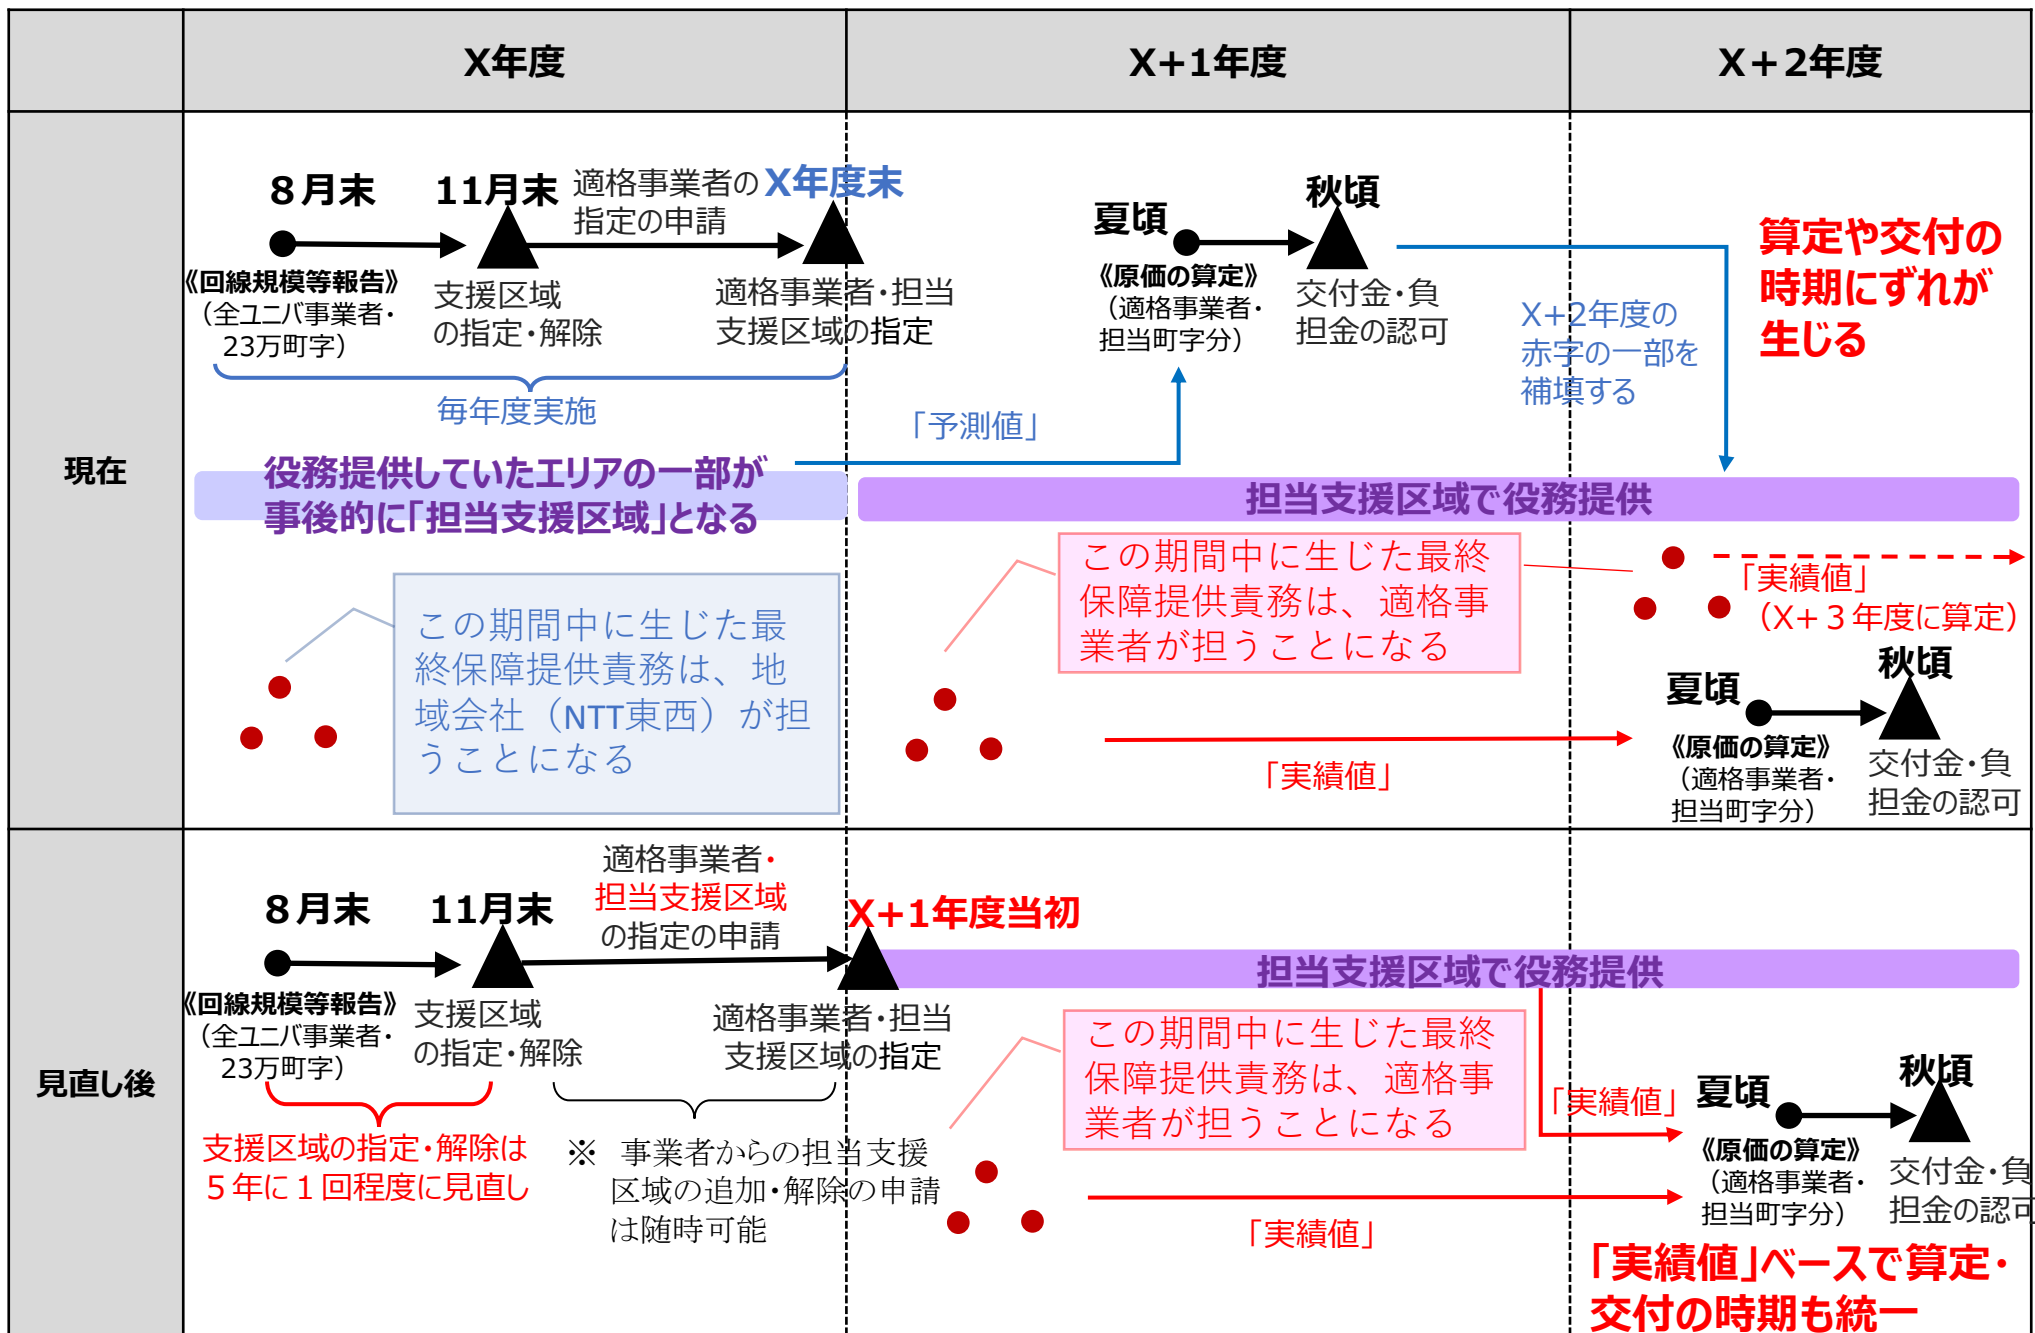 X年度
X+1年度
X＋2年度
現在
８月末
11月末
適格事業者の
指定の申請
X年度末
《回線規模等報告》
（全ユニバ事業者・
23万町字）
支援区域
の指定・解除
適格事業者・担当
支援区域の指定
毎年度実施
夏頃
秋頃
《原価の算定》
（適格事業者・
担当町字分）
交付金・負
担金の認可
「予測値」
X+2年度の
赤字の一部を
補填する
算定や交付の
時期にずれが
生じる
役務提供していたエリアの一部が
事後的に「担当支援区域」となる
担当支援区域で役務提供
この期間中に生じた最
終保障提供責務は、地
域会社（NTT東西）が担
うことになる
この期間中に生じた最終
保障提供責務は、適格事
業者が担うことになる
「実績値」
（X+３年度に算定）
「実績値」
夏頃
秋頃
《原価の算定》
（適格事業者・
担当町字分）
交付金・負
担金の認可
見直し後
８月末
11月末
適格事業者・
担当支援区域
の指定の申請
X+1年度当初
《回線規模等報告》
（全ユニバ事業者・
23万町字）
支援区域
の指定・解除
適格事業者・担当
支援区域の指定
支援区域の指定・解除は
５年に１回程度に見直し
※　事業者からの担当支援
区域の追加・解除の申請
は随時可能
担当支援区域で役務提供
この期間中に生じた最終
保障提供責務は、適格事
業者が担うことになる
「実績値」
「実績値」
夏頃
秋頃
《原価の算定》
（適格事業者・
担当町字分）
交付金・負
担金の認可
「実績値」ベースで算定・
交付の時期も統一